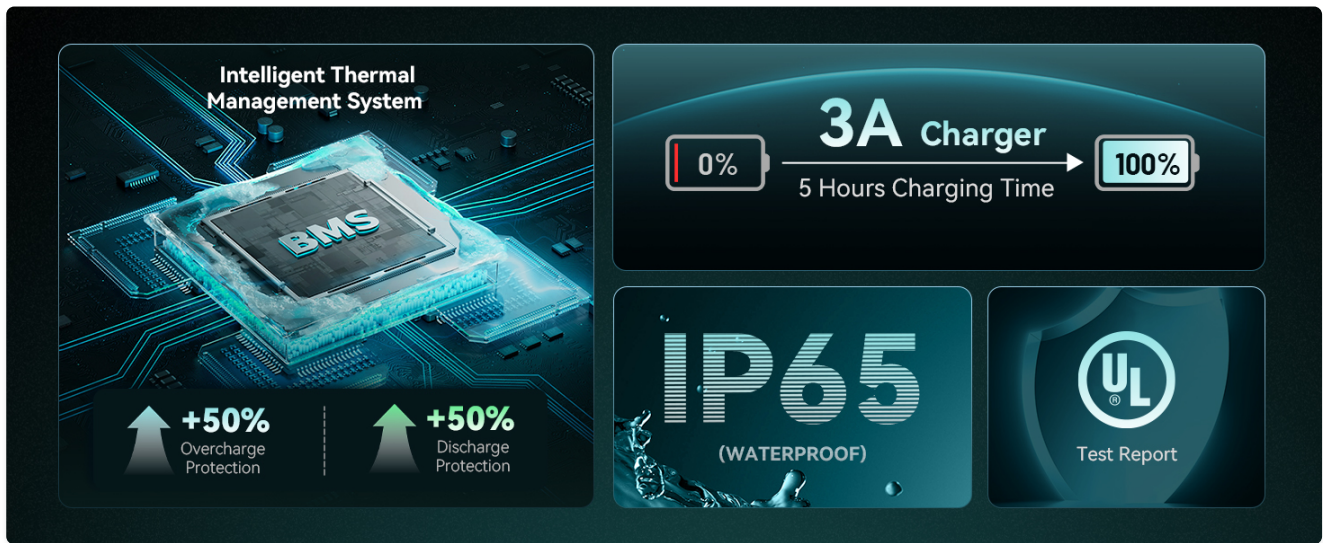 Intelligent Thermal
Management System
BMS
+50%
Overcharge
Protection
+50%
Discharge
Protection
0%
3A Charger
5 Hours Charging Time
100%
IP65
(WATERPROOF)
UL
®
Test Report